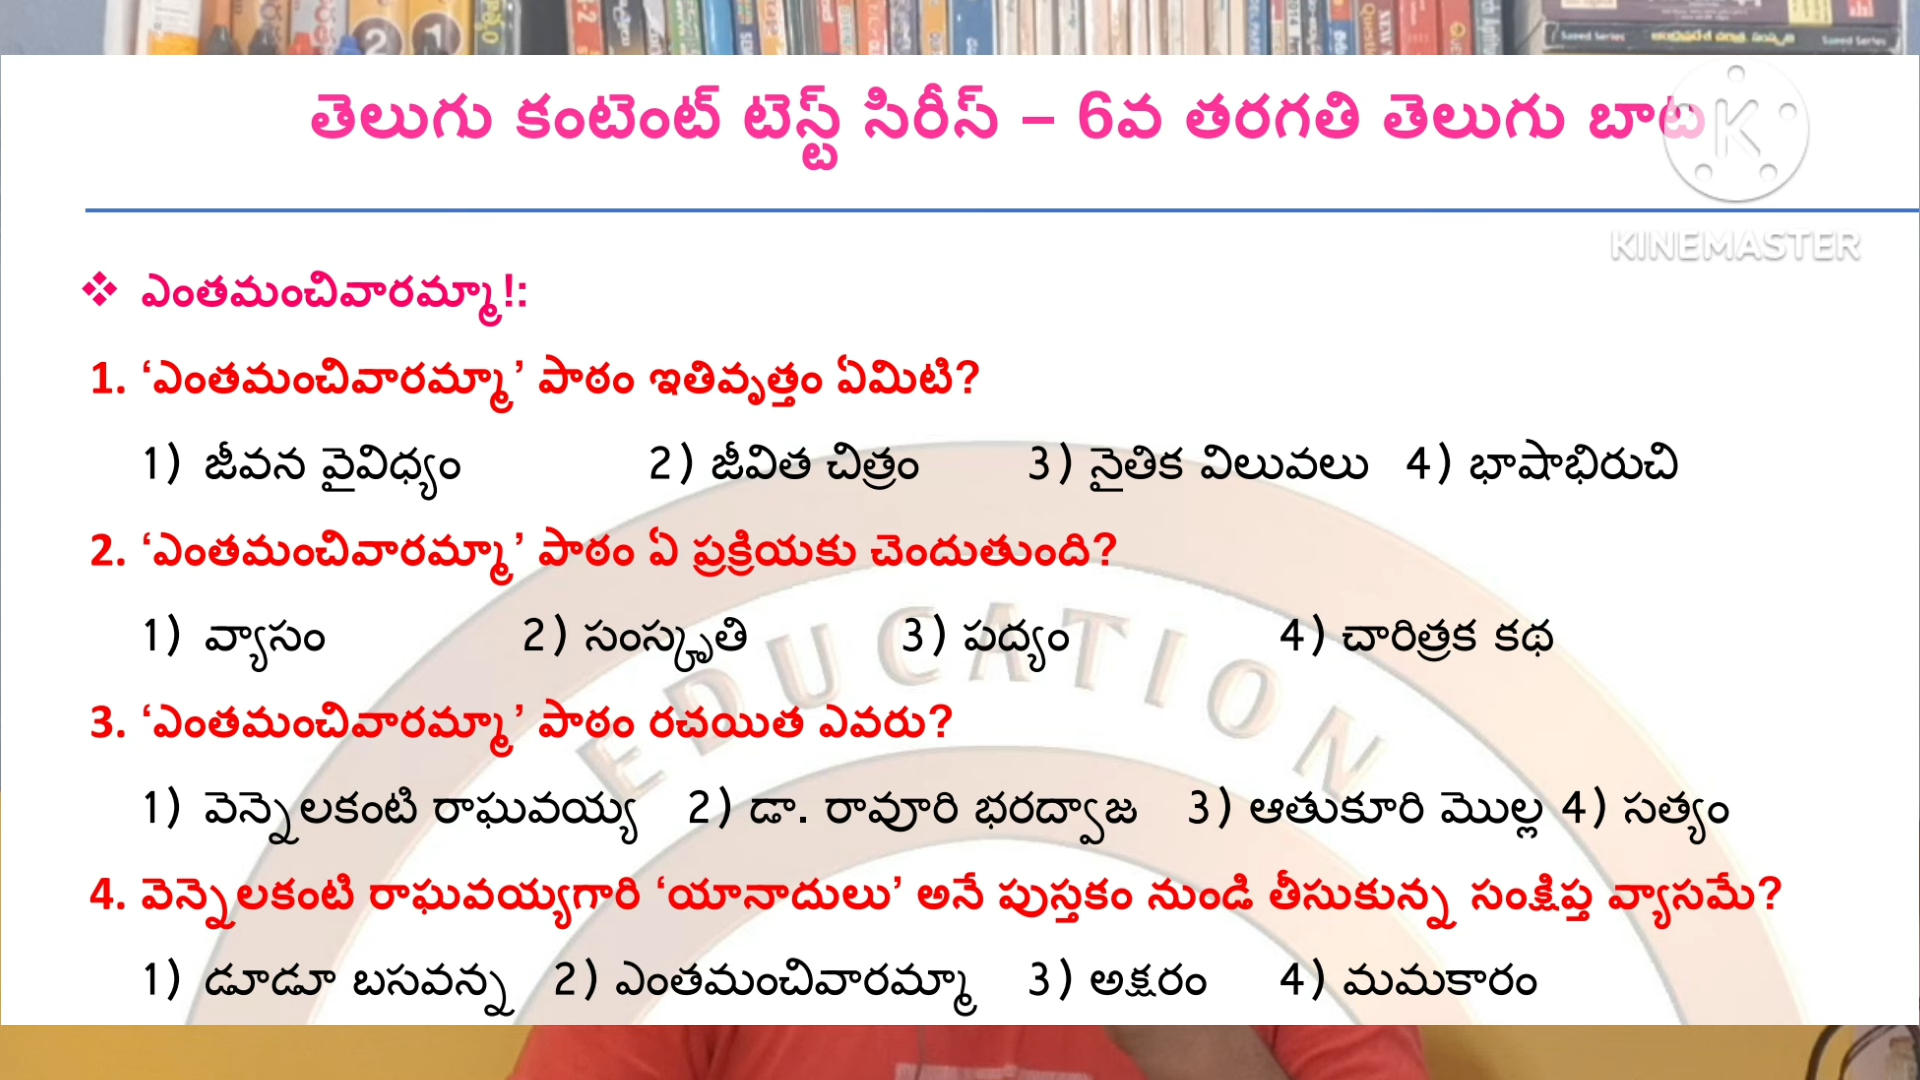 తెలుగు కంటెంట్ టెస్ట్ సిరీస్ – 6వ తరగతి తెలుగు బాట
KINEMASTER
❖ ఎంతమంచివారమ్మా!:
1. ‘ఎంతమంచివారమ్మా’ పాఠం ఇతివృత్తం ఏమిటి?
1) జీవన వైవిధ్యం 2) జీవిత చిత్రం 3) నైతిక విలువలు 4) భాషాభిరుచి
2. ‘ఎంతమంచివారమ్మా’ పాఠం ఏ ప్రక్రియకు చెందుతుంది?
1) వ్యాసం 2) సంస్కృతి 3) పద్యం 4) చారిత్రక కథ
EDUCATION
3. ‘ఎంతమంచివారమ్మా’ పాఠం రచయిత ఎవరు?
1) వెన్నెలకంటి రాఘవయ్య 2) డా. రావూరి భరద్వాజ 3) ఆతుకూరి మొల్ల 4) సత్యం
4. వెన్నెలకంటి రాఘవయ్యగారి ‘యానాదులు’ అనే పుస్తకం నుండి తీసుకున్న సంక్షిప్త వ్యాసమే?
1) డూడూ బసవన్న 2) ఎంతమంచివారమ్మా 3) అక్షరం 4) మమకారం